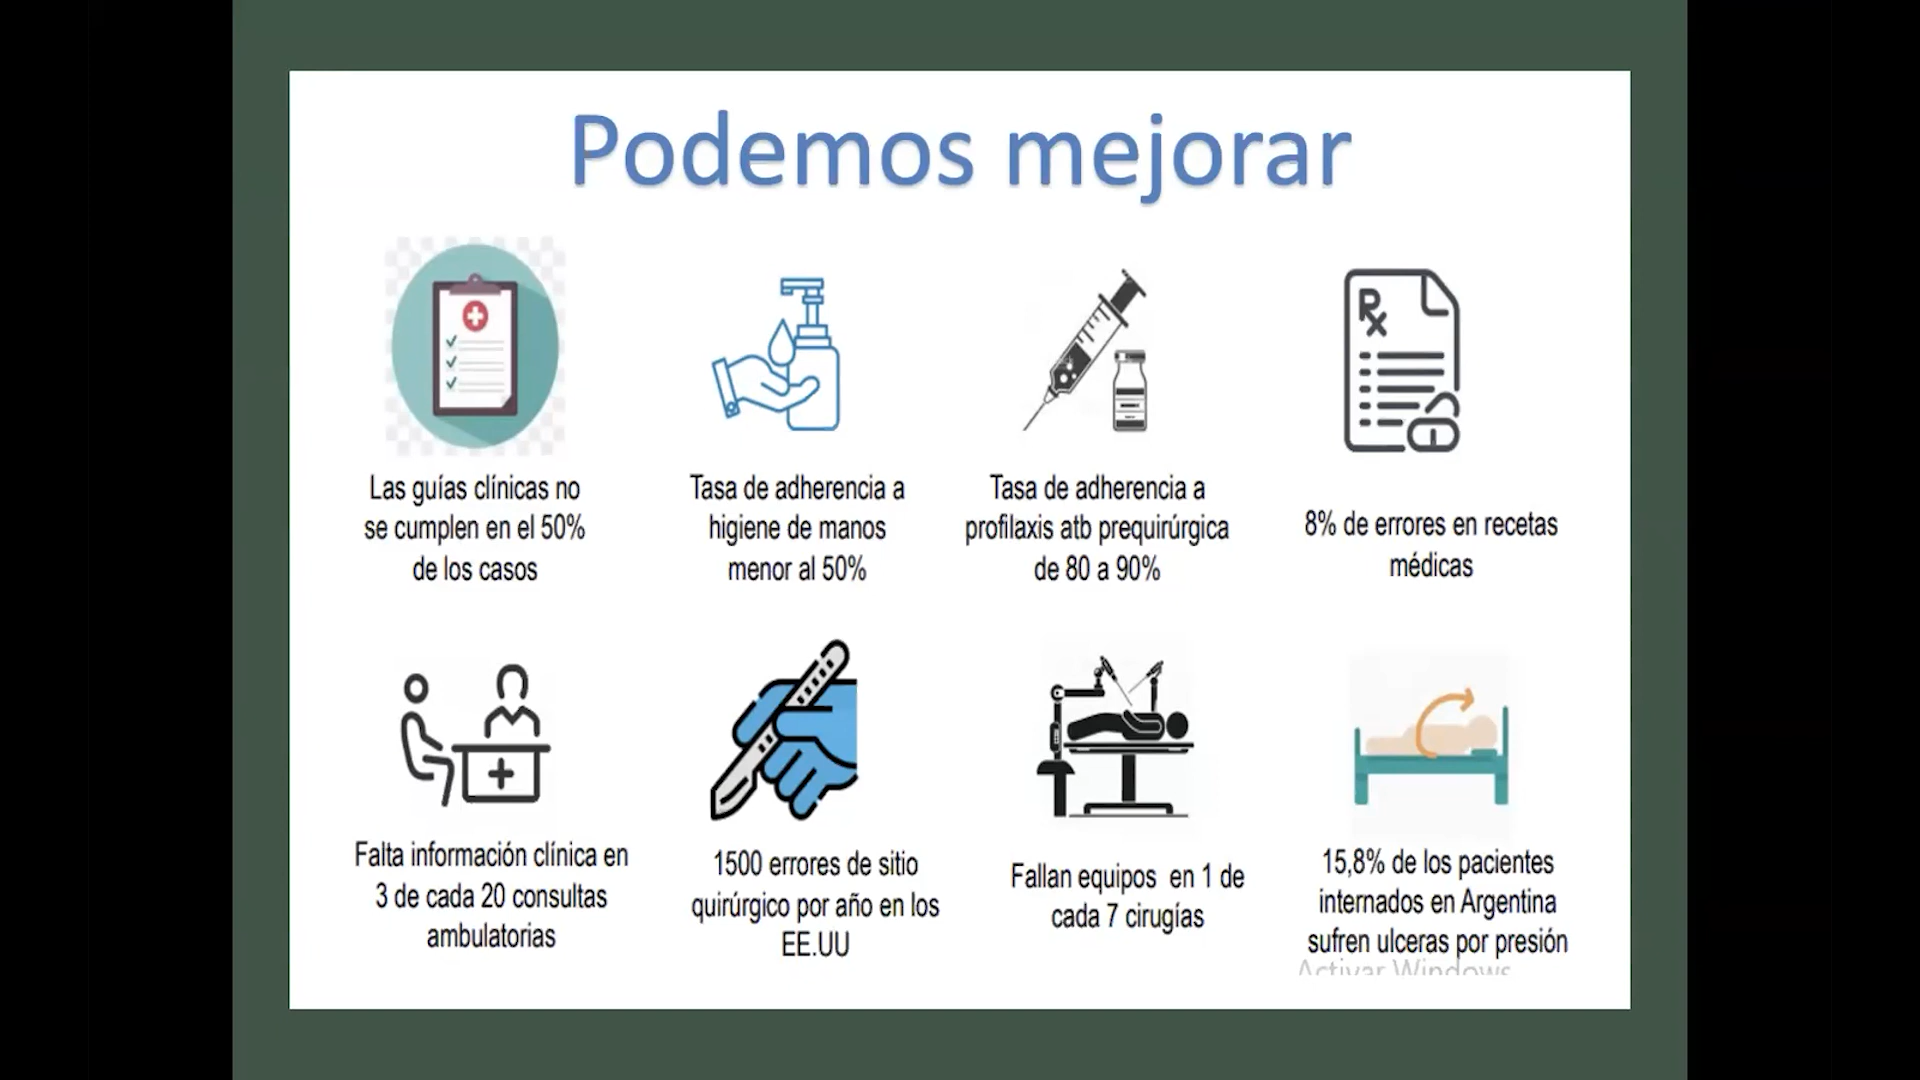 Podemos mejorar
Rx
Las guías clínicas no
se cumplen en el 50%
de los casos
Tasa de adherencia a
higiene de manos
menor al 50%
Tasa de adherencia a
profilaxis atb prequirúrgica
de 80 a 90%
8% de errores en recetas
médicas
Falta información clínica en
3 de cada 20 consultas
ambulatorias
1500 errores de sitio
quirúrgico por año en los
EE.UU
Fallan equipos en 1 de
cada 7 cirugías
15,8% de los pacientes
internados en Argentina
sufren ulceras por presión
Activar Windows